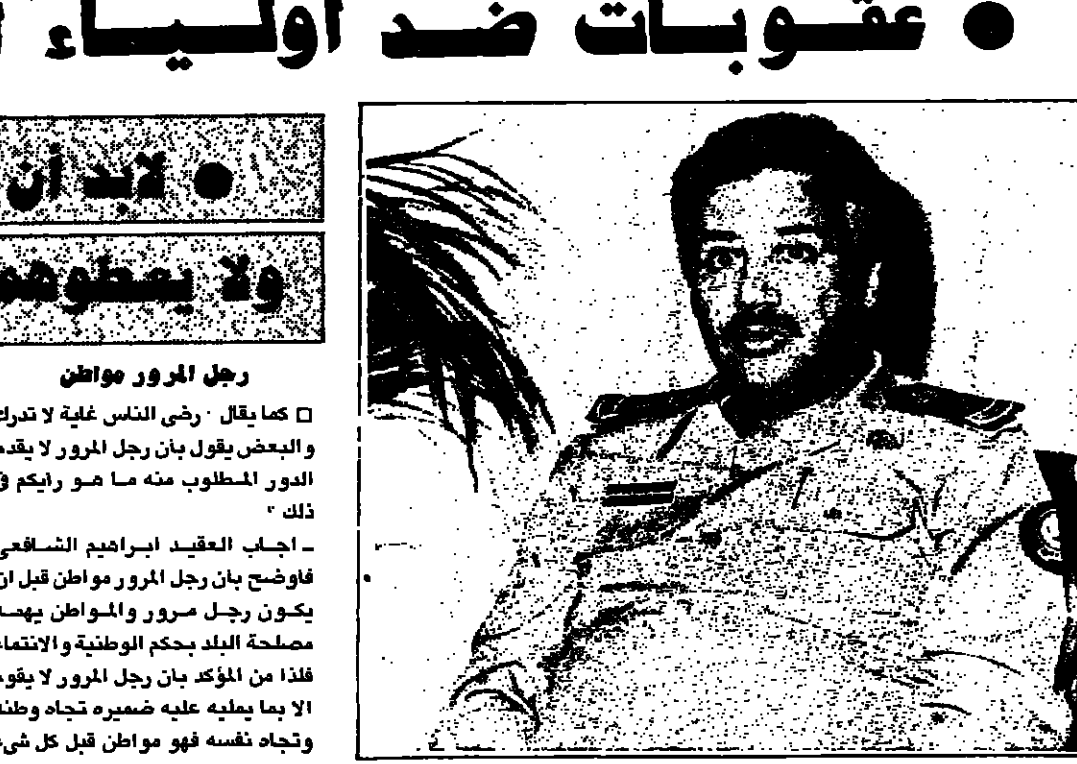 ● عقوبات ضد أولياء
● لابد أن
ولا يعطوهم
رجل المرور مواطن
□ كما يقال · رضى الناس غاية لا تدرك
والبعض يقول بأن رجل المرور لا يقدم
الدور المطلوب منه ما هو رايكم في
ذلك ؟
ـ اجاب العقيد ابراهيم الشافعي
فاوضح بان رجل المرور مواطن قبل ان
يكون رجل مرور والمواطن يهمه
مصلحة البلد بحكم الوطنية والانتماء
فلذا من المؤكد بان رجل المرور لا يقوم
الا بما يمليه عليه ضميره تجاه وطنه
وتجاه نفسه فهو مواطن قبل كل شيء